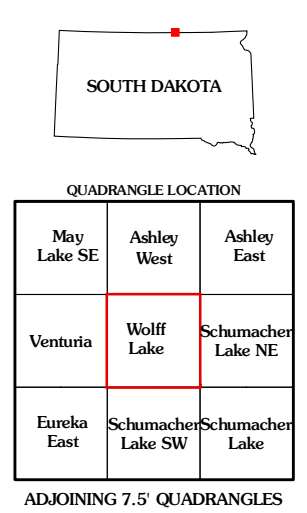 SOUTH DAKOTA
QUADRANGLE LOCATION
May
Lake SE
Ashley
West
Ashley
East
Venturia
Wolff
Lake
Schumacher
Lake NE
Eureka
East
Schumacher
Lake SW
Schumacher
Lake
ADJOINING 7.5' QUADRANGLES